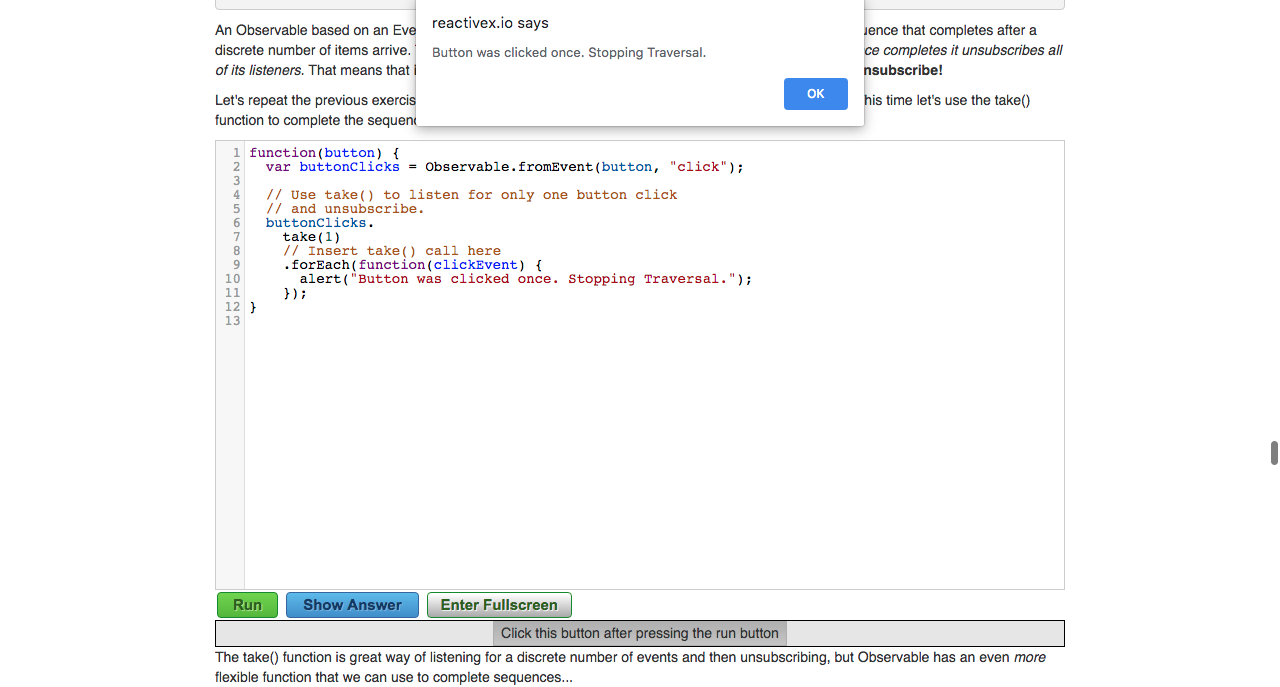 reactivex.io says
Button was clicked once. Stopping Traversal.
OK
An Observable based on an Eve uence that completes after a
discrete number of items arrive. ce completes it unsubscribes all
of its listeners. That means that i nsubscribe!
Let's repeat the previous exercis his time let's use the take()
function to complete the sequen
1 function(button) {
2 var buttonClicks = Observable.fromEvent(button, "click");
3
4 // Use take() to listen for only one button click
5 // and unsubscribe.
6 buttonClicks.
7 take(1)
8 // Insert take() call here
9 .forEach(function(clickEvent) {
10 alert("Button was clicked once. Stopping Traversal.");
11 });
12 }
13
Run Show Answer Enter Fullscreen
Click this button after pressing the run button
The take() function is great way of listening for a discrete number of events and then unsubscribing, but Observable has an even more
flexible function that we can use to complete sequences...